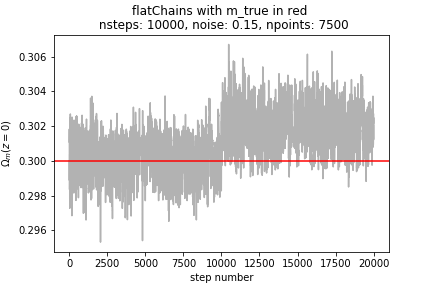 flatChains with m_true in red
nsteps: 10000, noise: 0.15, npoints: 7500
0.306
0.304
0.302
0.300
0.298
0.296
Ωm(z = 0)
0 2500 5000 7500 10000 12500 15000 17500 20000
step number